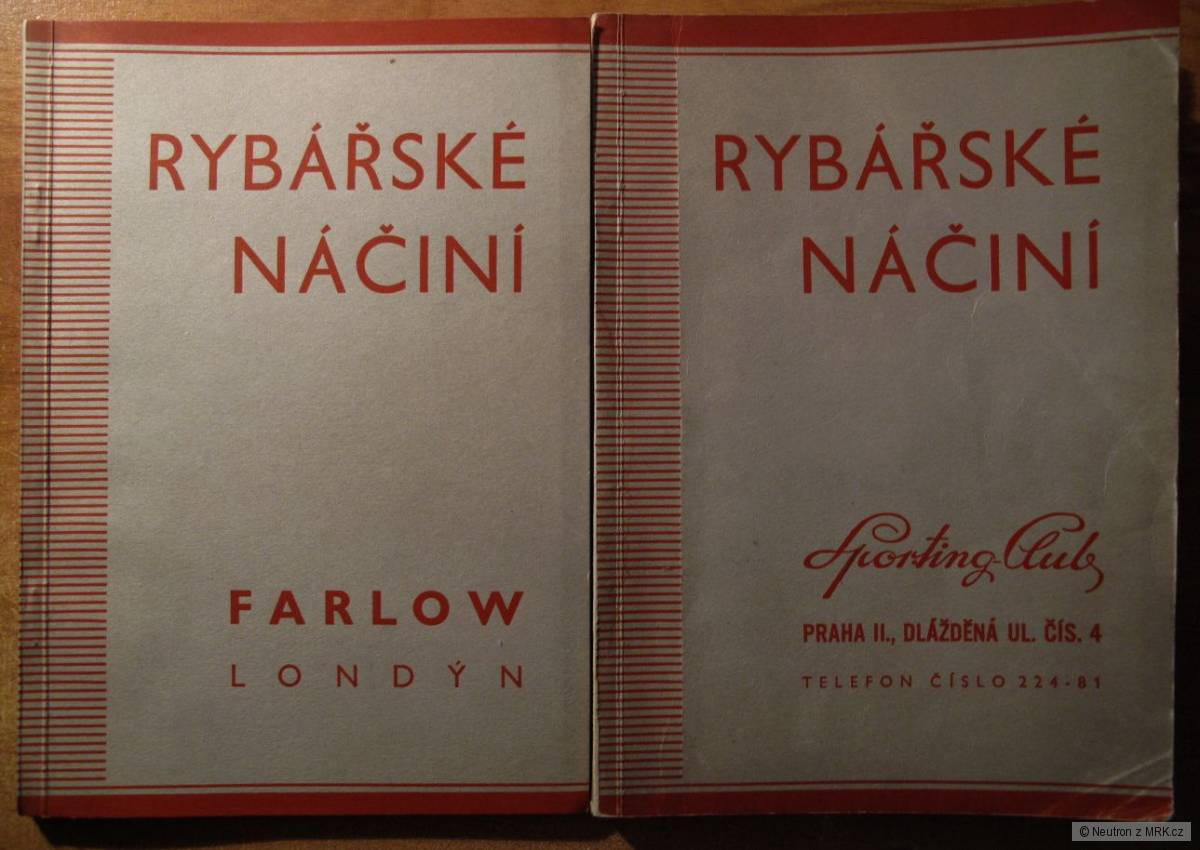 RYBÁŘSKÉ
NÁČINÍ
FARLOW
LONDÝN
RYBÁŘSKÉ
NÁČINÍ
Sporting-Club
PRAHA II., DLÁŽDĚNÁ UL. ČÍS. 4
TELEFON ČÍSLO 224-81
© Neutron z MRK.cz